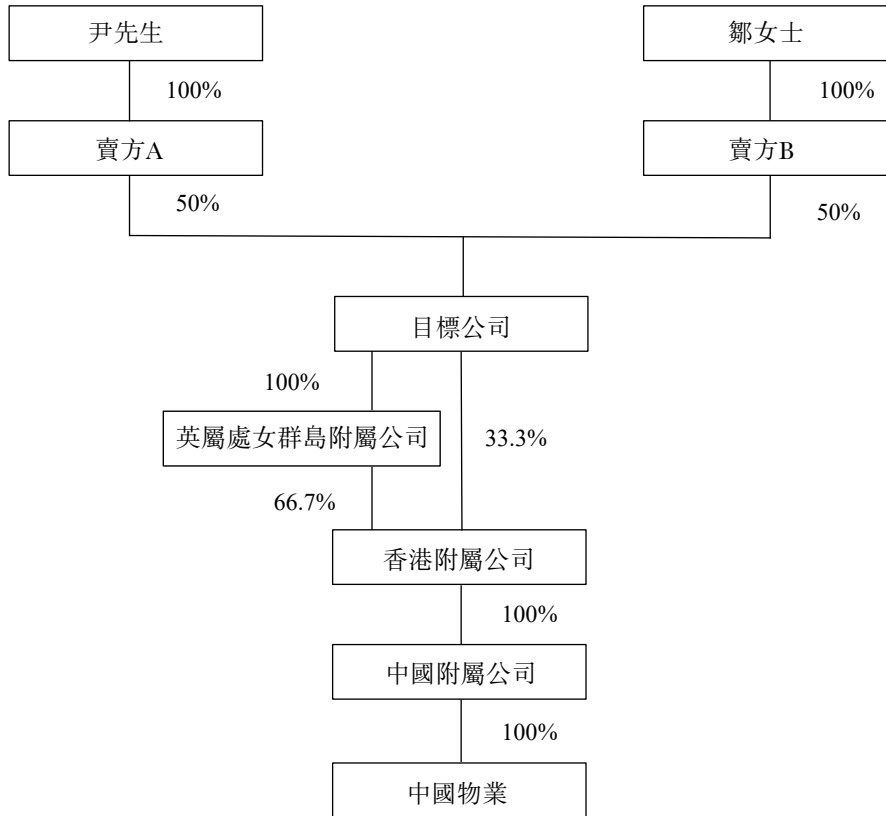 尹先生
鄒女士
100%
100%
賣方A
賣方B
50%
50%
目標公司
100%
英屬處女群島附屬公司
33.3%
66.7%
香港附屬公司
100%
中國附屬公司
100%
中國物業